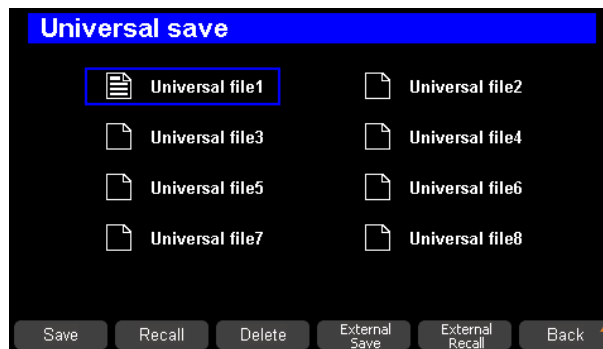 Universal save
Universal file1 Universal file2
Universal file3 Universal file4
Universal file5 Universal file6
Universal file7 Universal file8
Save Recall Delete External Save External Recall Back